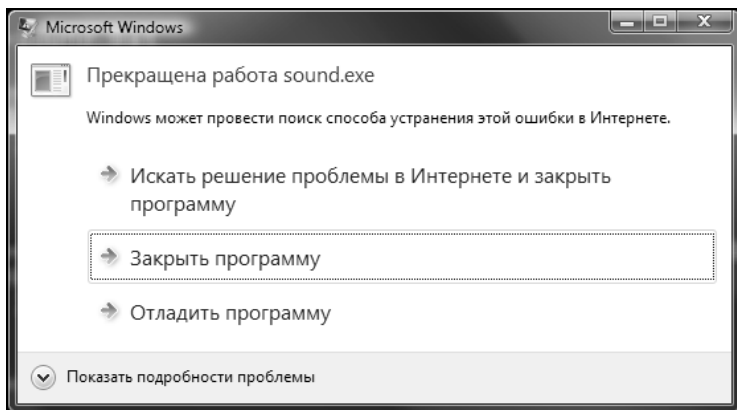 Microsoft Windows
Прекращена работа sound.exe
Windows может провести поиск способа устранения этой ошибки в Интернете.
Искать решение проблемы в Интернете и закрыть
программу
Закрыть программу
Отладить программу
Показать подробности проблемы